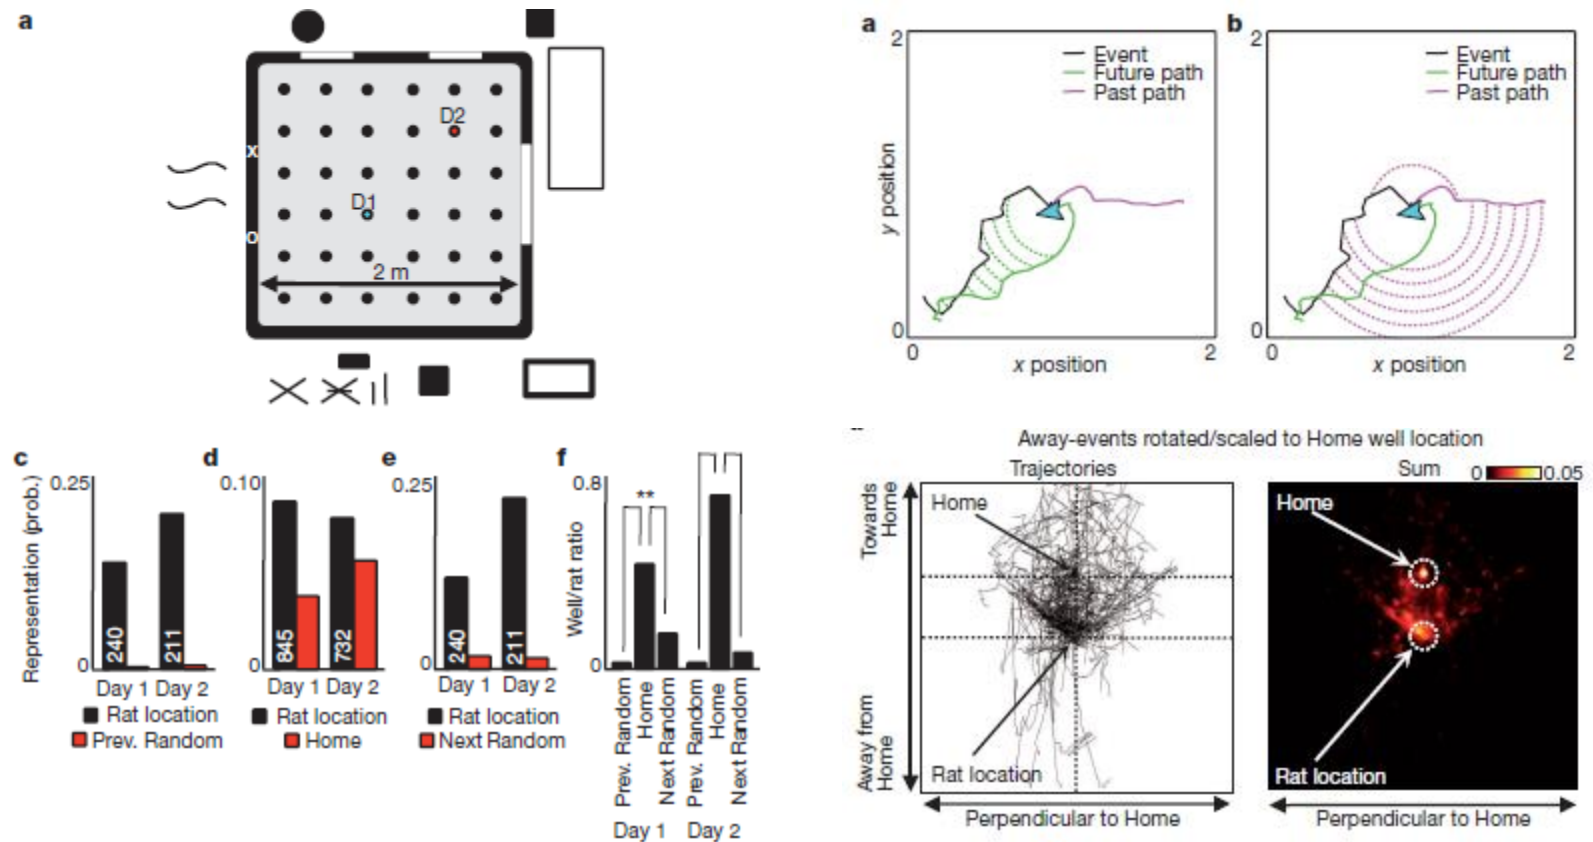 a
X
O
D2
D1
2 m
a
2
0
0
2
y position
x position
Event
Future path
Past path
b
2
0
0
2
x position
Event
Future path
Past path
c
Representation (prob.)
0.25
0
240
211
Day 1 Day 2
Rat location
Prev. Random
d
0.10
0
845
732
Day 1 Day 2
Rat location
Home
e
0.25
0
240
211
Day 1 Day 2
Rat location
Next Random
f
Well/rat ratio
0.8
0
**
Prev. Random
Home
Next Random
Prev. Random
Home
Next Random
Day 1 Day 2
Away-events rotated/scaled to Home well location
Trajectories
Towards
Home
Away from
Home
Home
Rat location
Perpendicular to Home
Sum
0
0.05
Home
Rat location
Perpendicular to Home